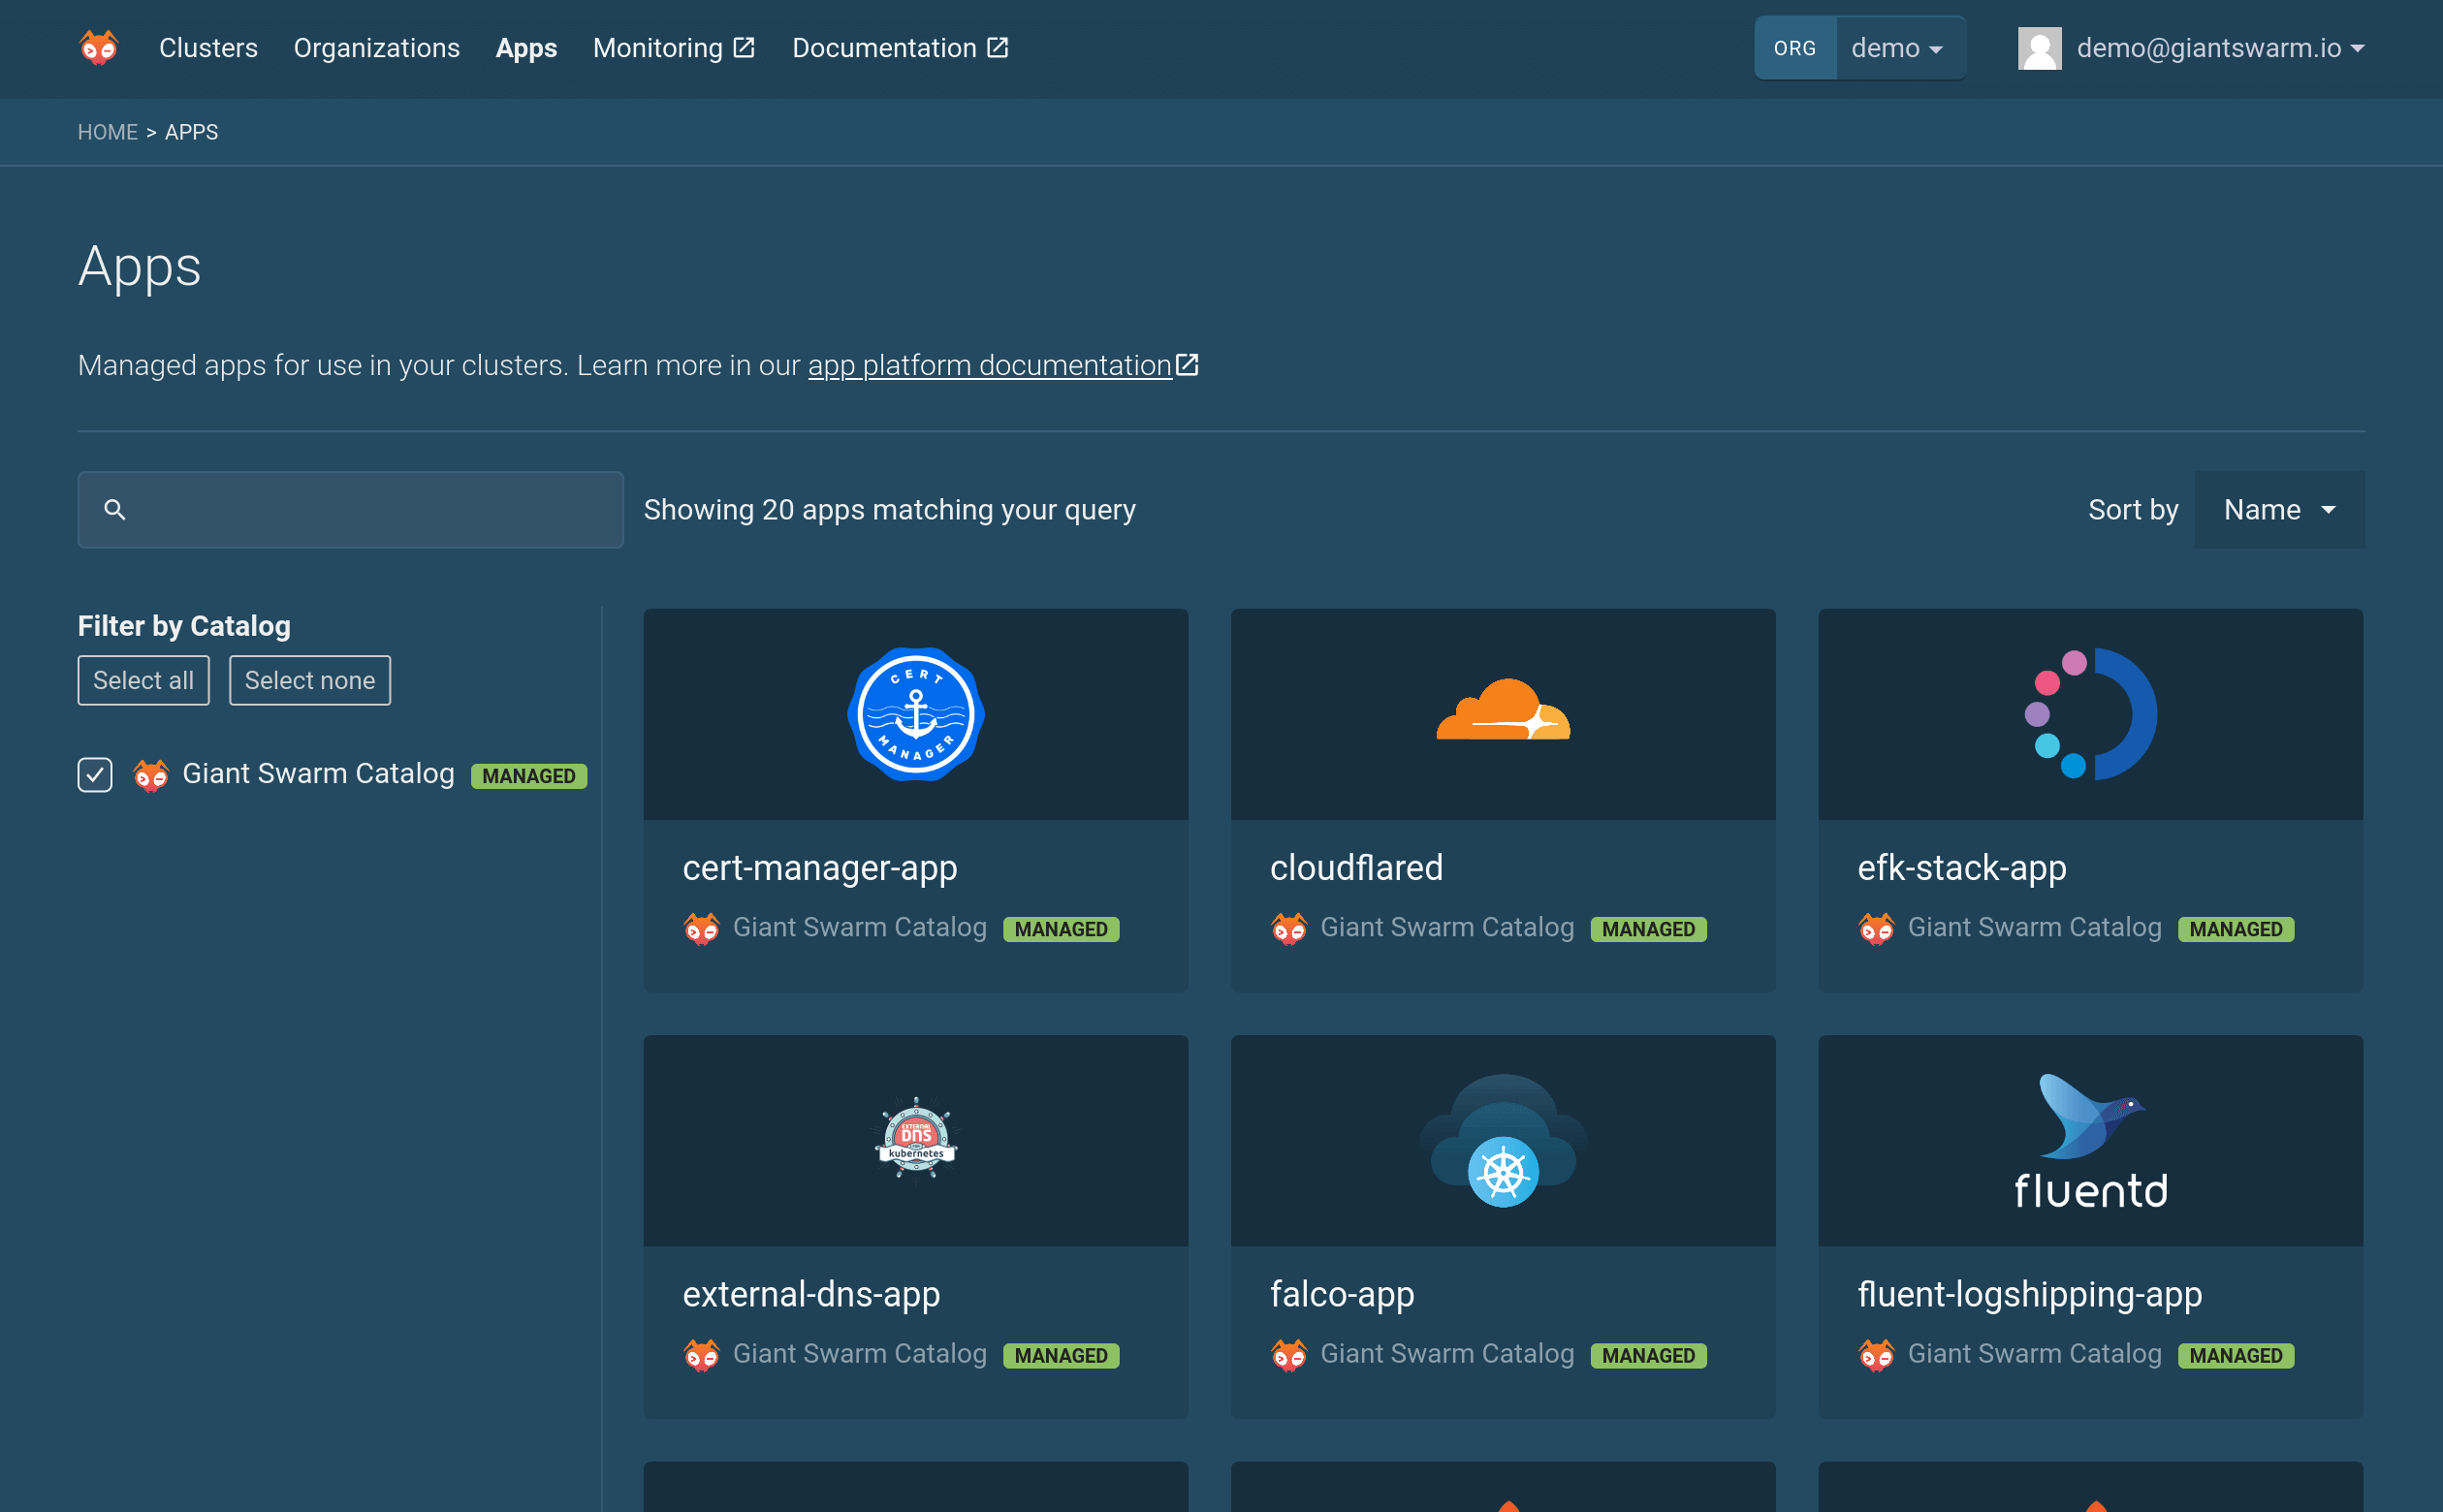 Clusters Organizations Apps Monitoring Documentation ORG demo demo@giantswarm.io
HOME > APPS
Apps
Managed apps for use in your clusters. Learn more in our app platform documentation
Showing 20 apps matching your query Sort by Name
Filter by Catalog
Select all Select none
Giant Swarm Catalog MANAGED
CERT MANAGER
cert-manager-app
Giant Swarm Catalog MANAGED
cloudflared
Giant Swarm Catalog MANAGED
efk-stack-app
Giant Swarm Catalog MANAGED
EXTERNAL
DNS
kubernetes
external-dns-app
Giant Swarm Catalog MANAGED
falco-app
Giant Swarm Catalog MANAGED
fluentd
fluent-logshipping-app
Giant Swarm Catalog MANAGED